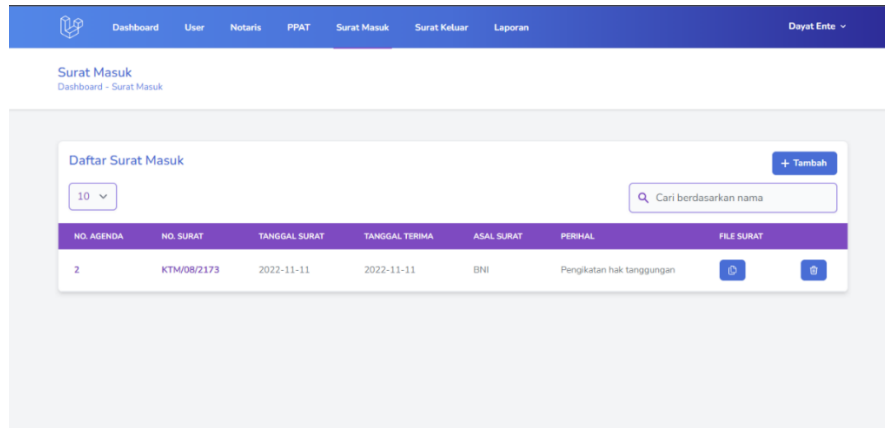 Dashboard User Notaris PPAT Surat Masuk Surat Keluar Laporan Dayat Ente
Surat Masuk
Dashboard - Surat Masuk
Daftar Surat Masuk
+ Tambah
10
Cari berdasarkan nama
NO. AGENDA NO. SURAT TANGGAL SURAT TANGGAL TERIMA ASAL SURAT PERIHAL FILE SURAT
2 KTM/08/2173 2022-11-11 2022-11-11 BNI Pengikatan hak tanggungan